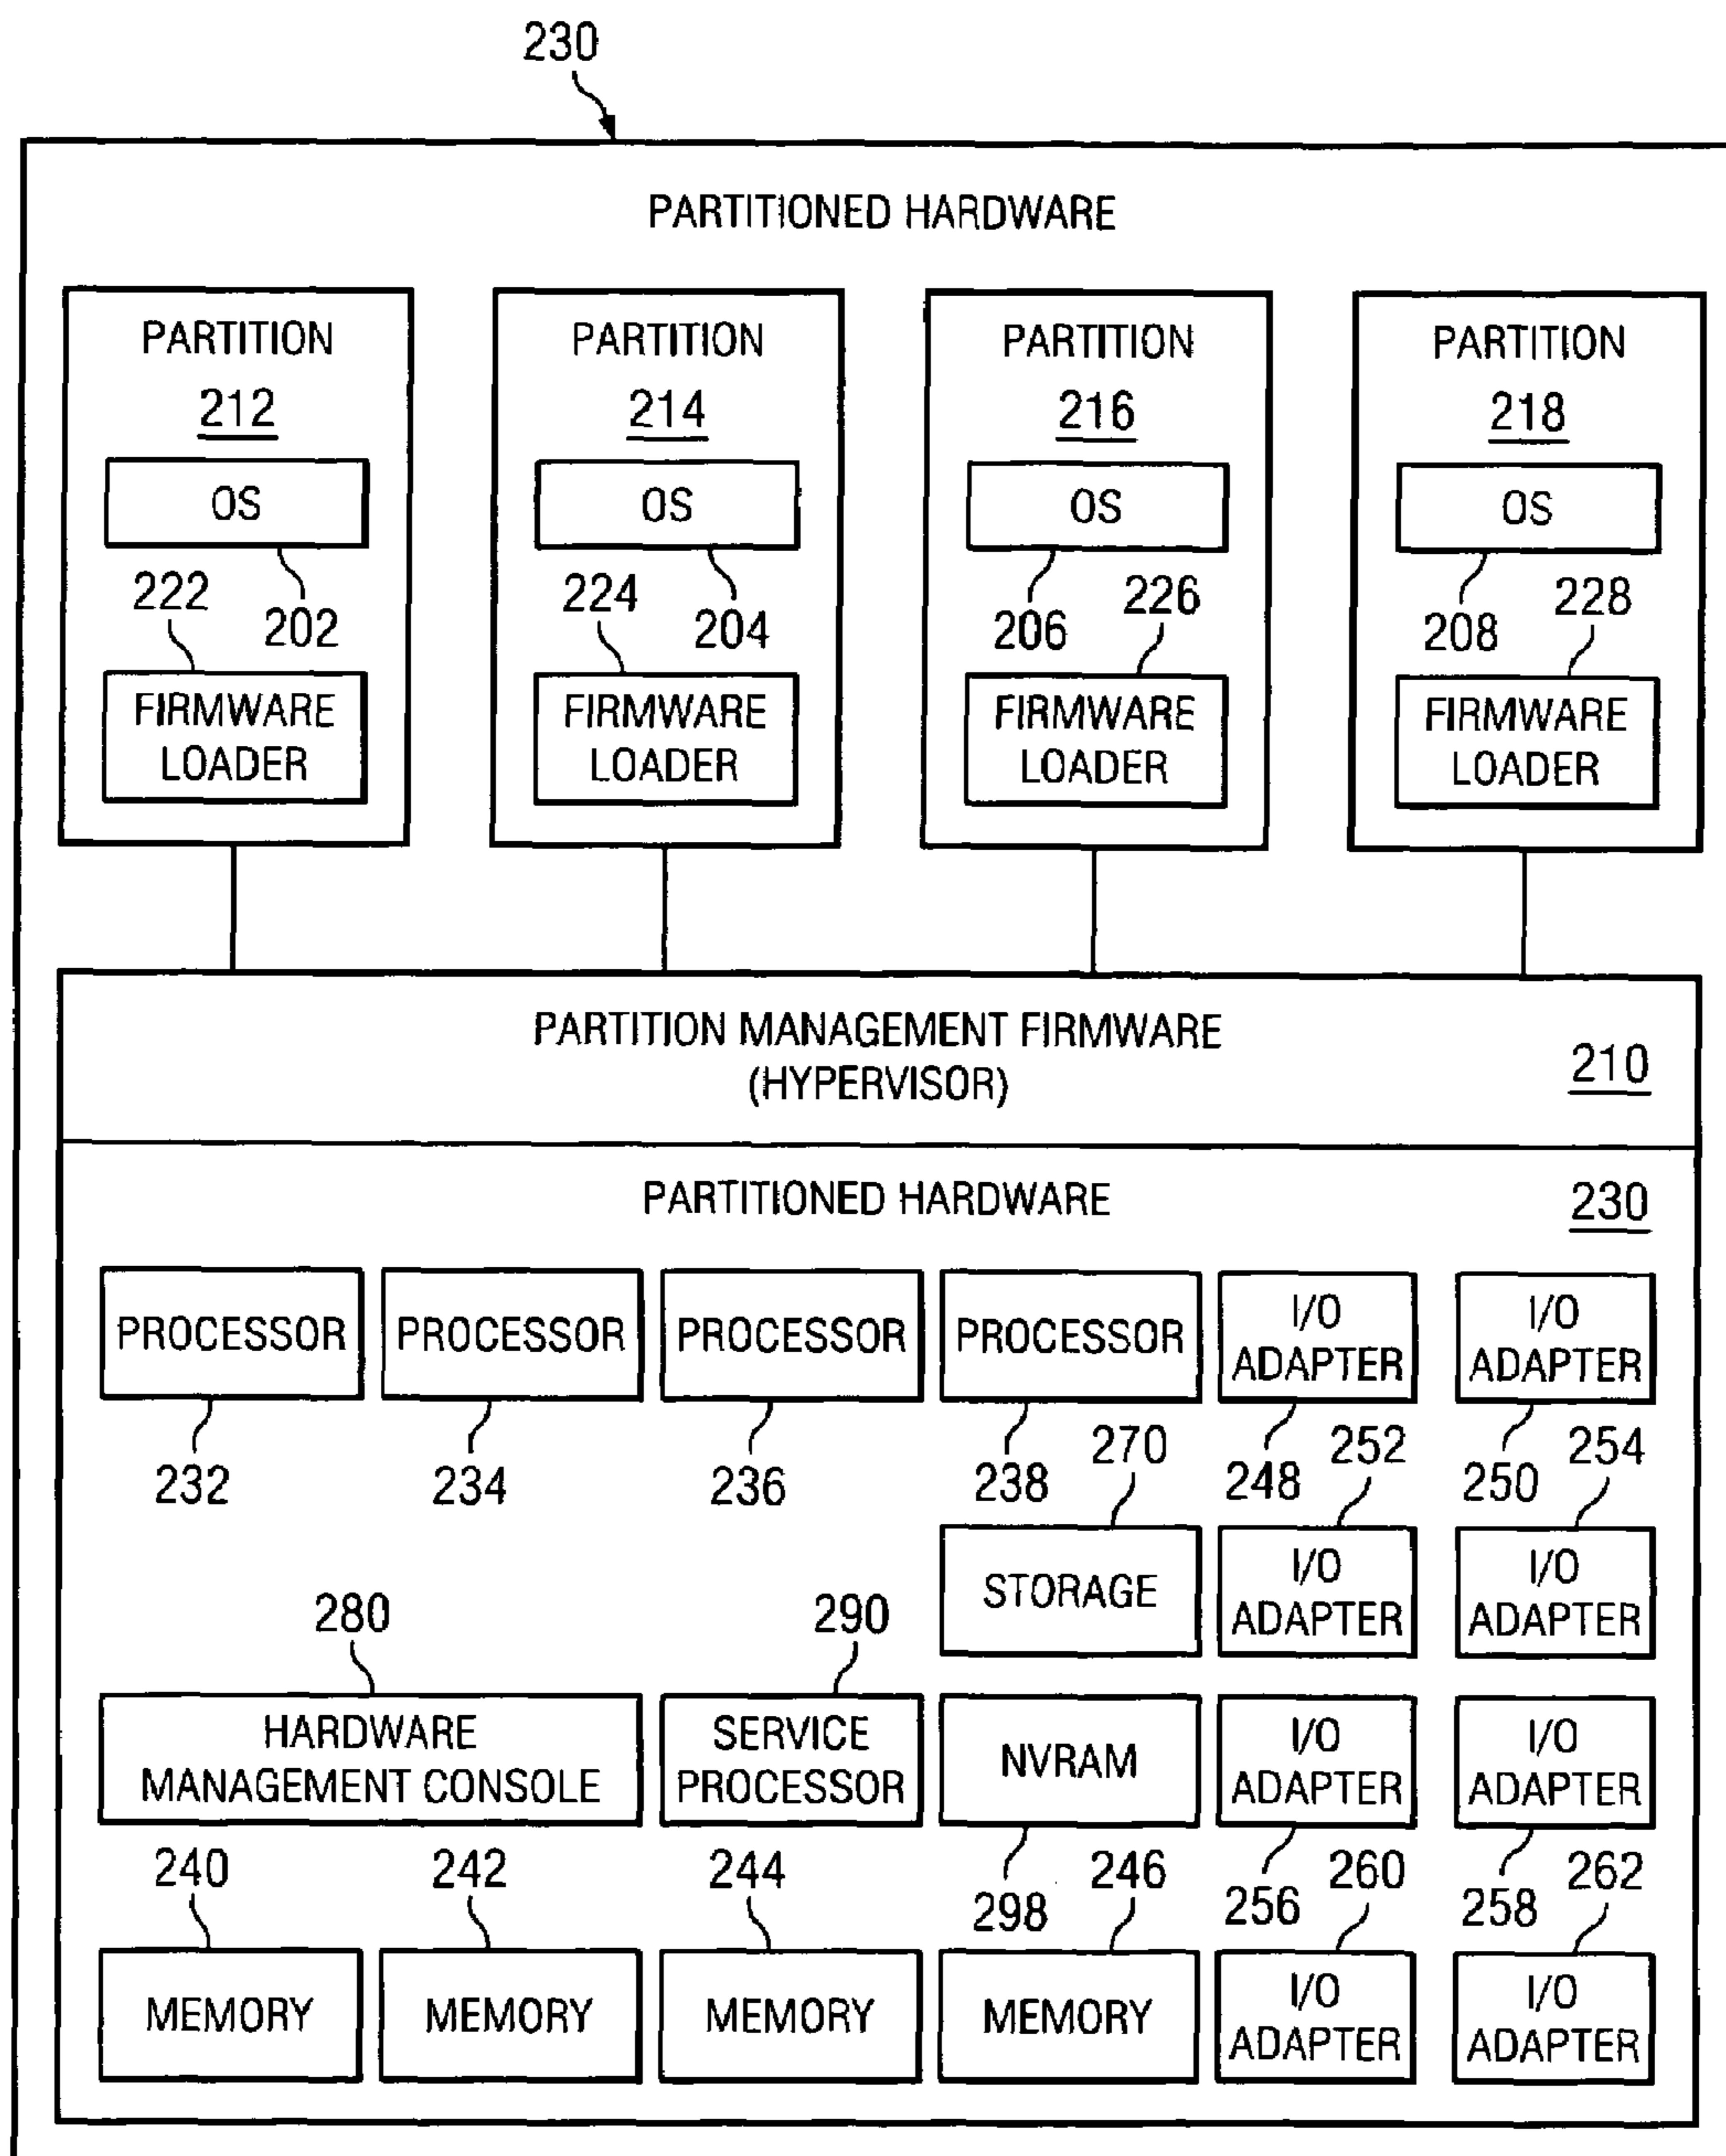 230
PARTITIONED HARDWARE
PARTITION
212
OS
222
202
FIRMWARE
LOADER
PARTITION
214
OS
224
204
FIRMWARE
LOADER
PARTITION
216
OS
206
226
FIRMWARE
LOADER
PARTITION
218
OS
208
228
FIRMWARE
LOADER
PARTITION MANAGEMENT FIRMWARE
(HYPERVISOR)
210
PARTITIONED HARDWARE
230
PROCESSOR
232
PROCESSOR
234
PROCESSOR
236
PROCESSOR
238
I/O
ADAPTER
248
I/O
ADAPTER
250
270
STORAGE
252
I/O
ADAPTER
254
I/O
ADAPTER
280
HARDWARE
MANAGEMENT CONSOLE
290
SERVICE
PROCESSOR
NVRAM
298
I/O
ADAPTER
256
I/O
ADAPTER
258
240
MEMORY
242
MEMORY
244
MEMORY
246
MEMORY
260
I/O
ADAPTER
262
I/O
ADAPTER